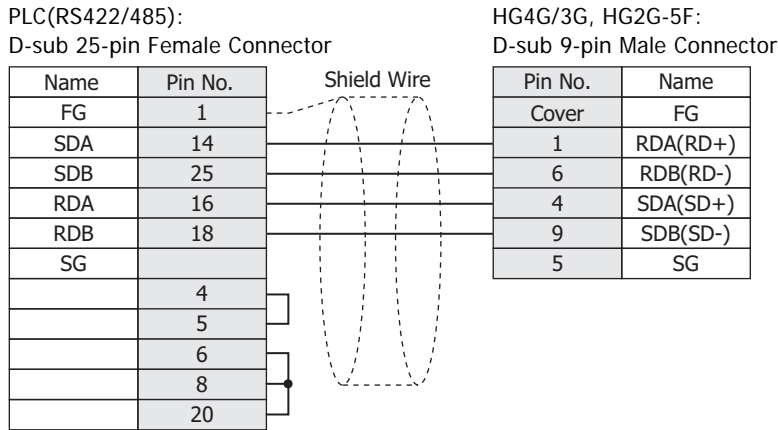 PLC(RS422/485):
D-sub 25-pin Female Connector
HG4G/3G, HG2G-5F:
D-sub 9-pin Male Connector
Shield Wire
Name Pin No.
FG 1
SDA 14
SDB 25
RDA 16
RDB 18
SG
4
5
6
8
20
Pin No. Name
Cover FG
1 RDA(RD+)
6 RDB(RD-)
4 SDA(SD+)
9 SDB(SD-)
5 SG